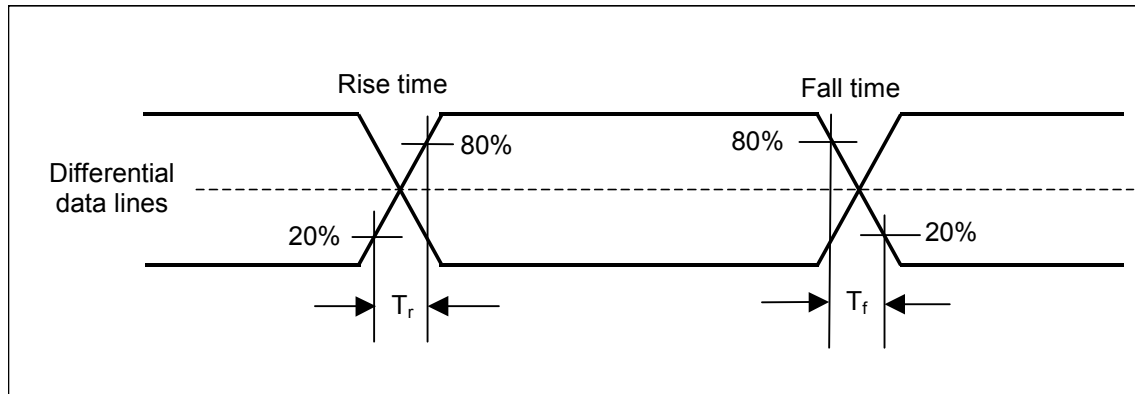 Rise time
Fall time
80%
80%
Differential
data lines
20%
20%
Tr
Tf